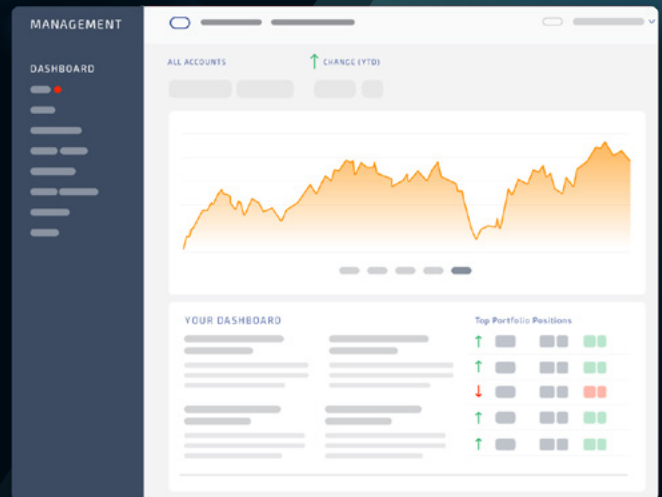 MANAGEMENT
DASHBOARD
ALL ACCOUNTS
CHANGE (YTD)
YOUR DASHBOARD
Top Portfolio Positions